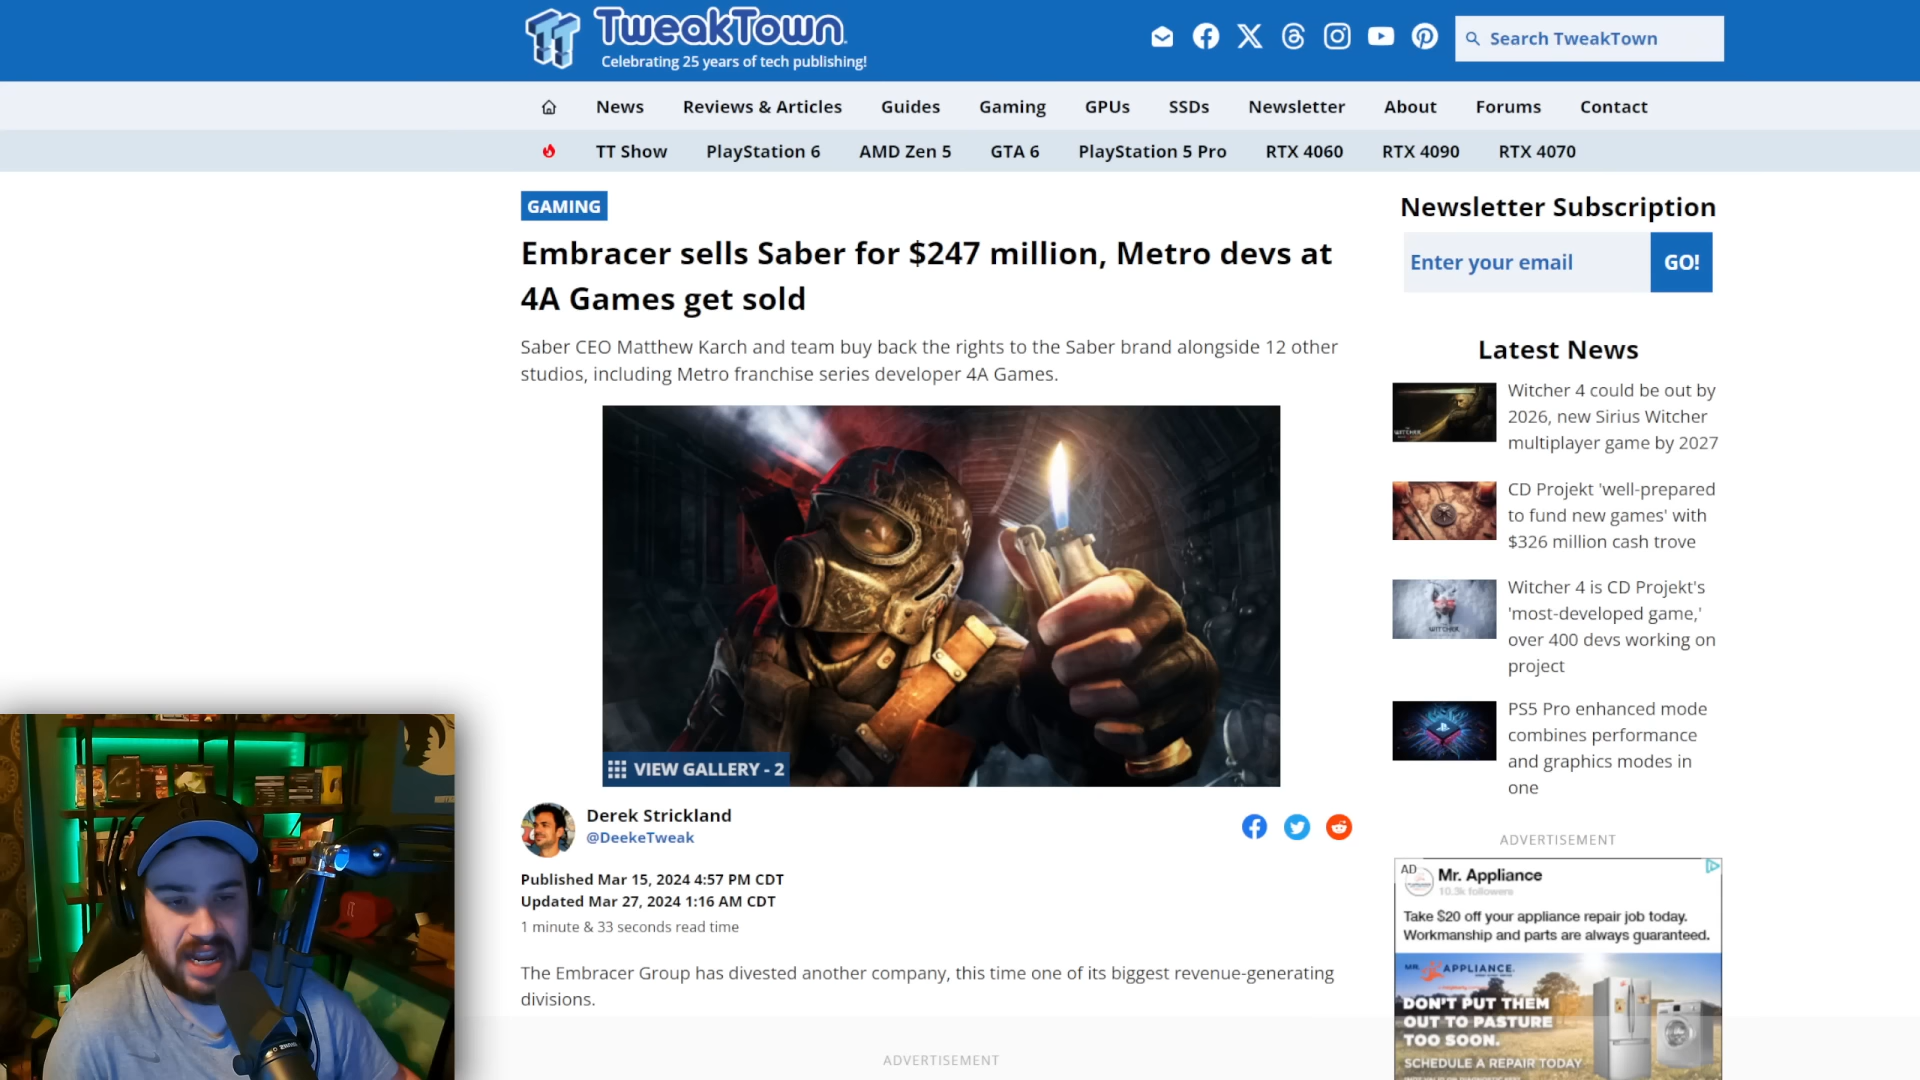 TweakTown
Celebrating 25 years of tech publishing!
Search TweakTown
News Reviews & Articles Guides Gaming GPUs SSDs Newsletter About Forums Contact
TT Show PlayStation 6 AMD Zen 5 GTA 6 PlayStation 5 Pro RTX 4060 RTX 4090 RTX 4070
GAMING
Embracer sells Saber for $247 million, Metro devs at
4A Games get sold
Saber CEO Matthew Karch and team buy back the rights to the Saber brand alongside 12 other
studios, including Metro franchise series developer 4A Games.
VIEW GALLERY - 2
Derek Strickland
@DeekeTweak
Published Mar 15, 2024 4:57 PM CDT
Updated Mar 27, 2024 1:16 AM CDT
1 minute & 33 seconds read time
The Embracer Group has divested another company, this time one of its biggest revenue-generating
divisions.
ADVERTISEMENT
Newsletter Subscription
Enter your email
GO!
Latest News
Witcher 4 could be out by
2026, new Sirius Witcher
multiplayer game by 2027
CD Projekt 'well-prepared
to fund new games' with
$326 million cash trove
Witcher 4 is CD Projekt's
'most-developed game,'
over 400 devs working on
project
PS5 Pro enhanced mode
combines performance
and graphics modes in
one
ADVERTISEMENT
AD
Mr. Appliance
10.3k followers
Take $20 off your appliance repair job today.
Workmanship and parts are always guaranteed.
MR. APPLIANCE.
DON'T PUT THEM
OUT TO PASTURE
TOO SOON.
SCHEDULE A REPAIR TODAY